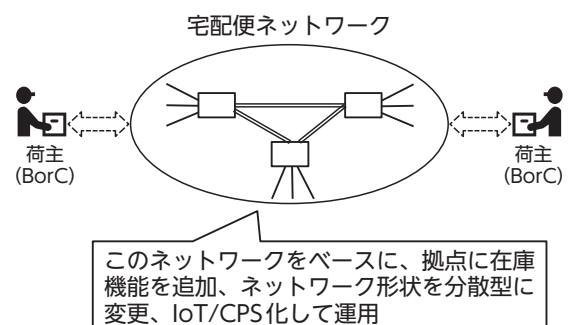 宅配便ネットワーク
荷主
(BorC)
荷主
(BorC)
このネットワークをベースに、拠点に在庫
機能を追加、ネットワーク形状を分散型に
変更、IoT/CPS化して運用